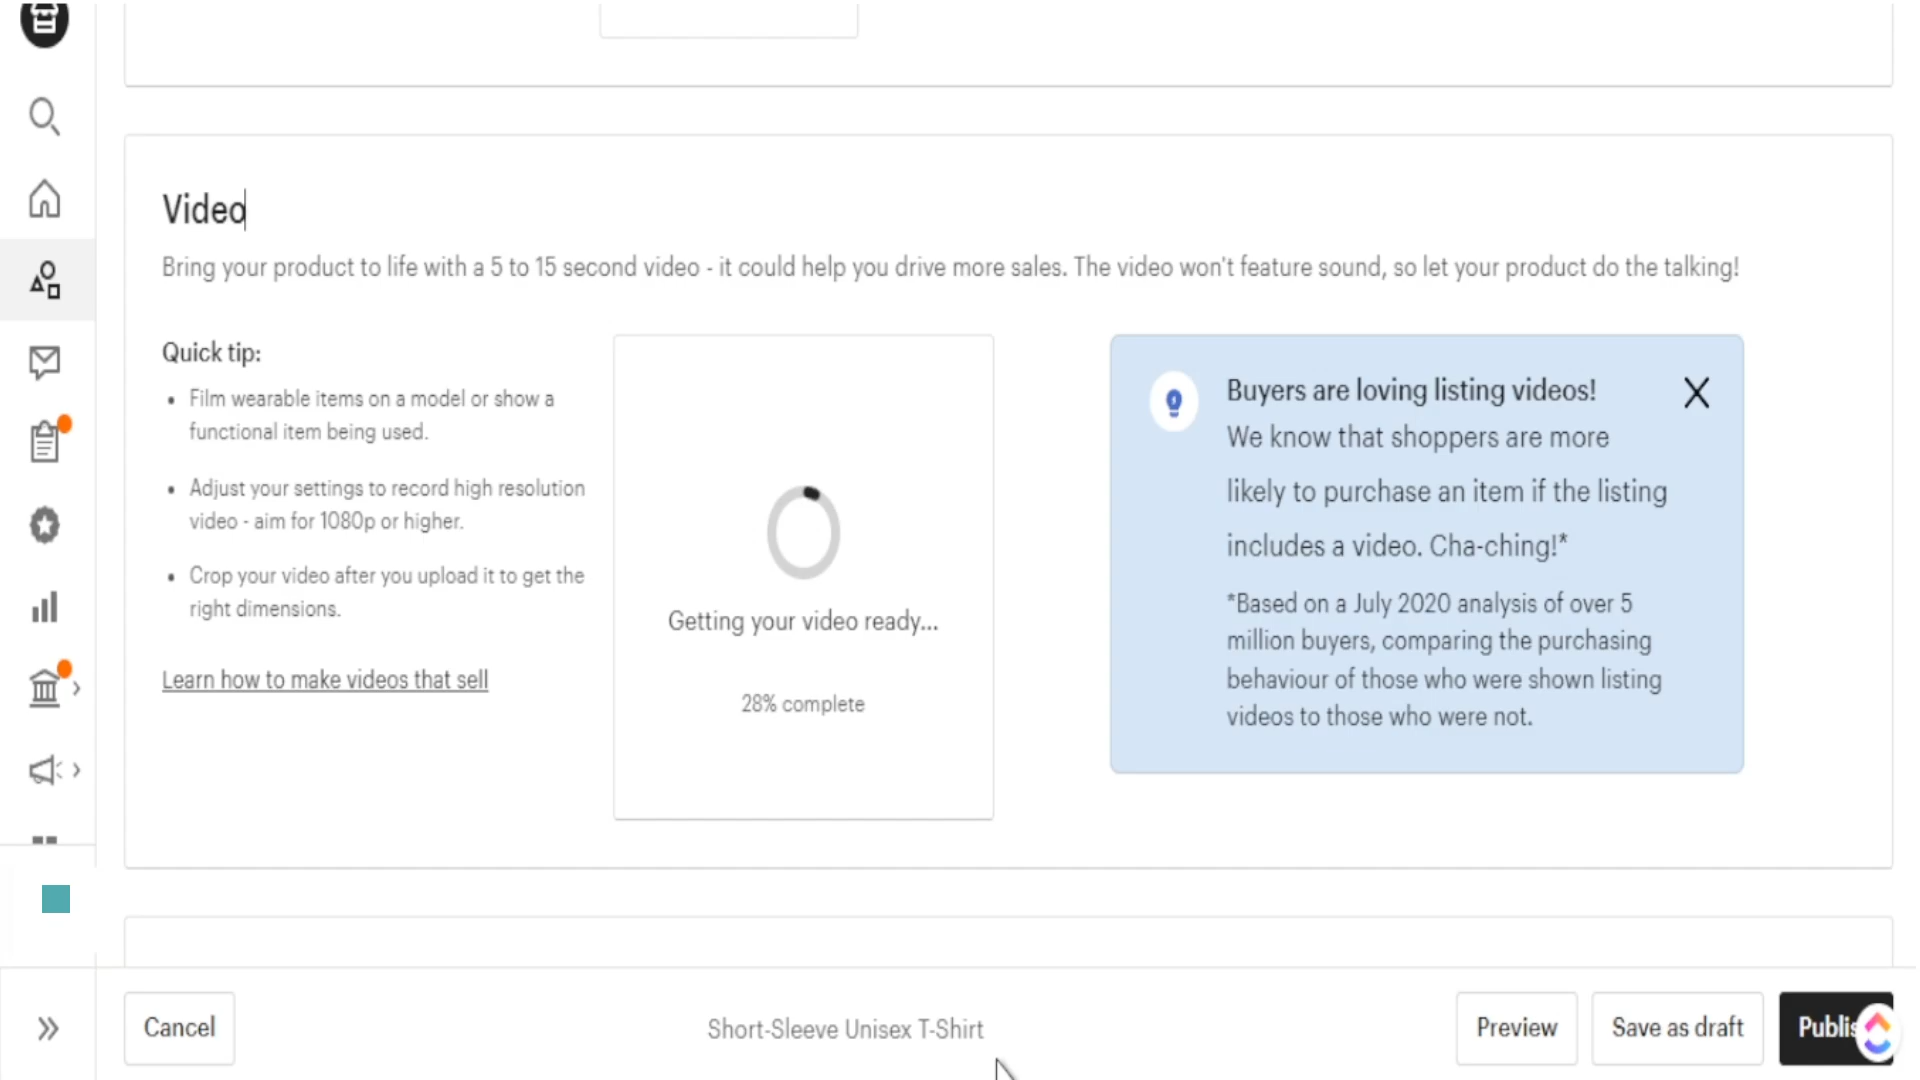 Video
Bring your product to life with a 5 to 15 second video - it could help you drive more sales. The video won't feature sound, so let your product do the talking!
Quick tip:
• Film wearable items on a model or show a
functional item being used.
• Adjust your settings to record high resolution
video - aim for 1080p or higher.
• Crop your video after you upload it to get the
right dimensions.
Learn how to make videos that sell
Getting your video ready...
28% complete
Buyers are loving listing videos!
We know that shoppers are more
likely to purchase an item if the listing
includes a video. Cha-ching!*
*Based on a July 2020 analysis of over 5
million buyers, comparing the purchasing
behaviour of those who were shown listing
videos to those who were not.
Cancel
Short-Sleeve Unisex T-Shirt
Preview
Save as draft
Publis